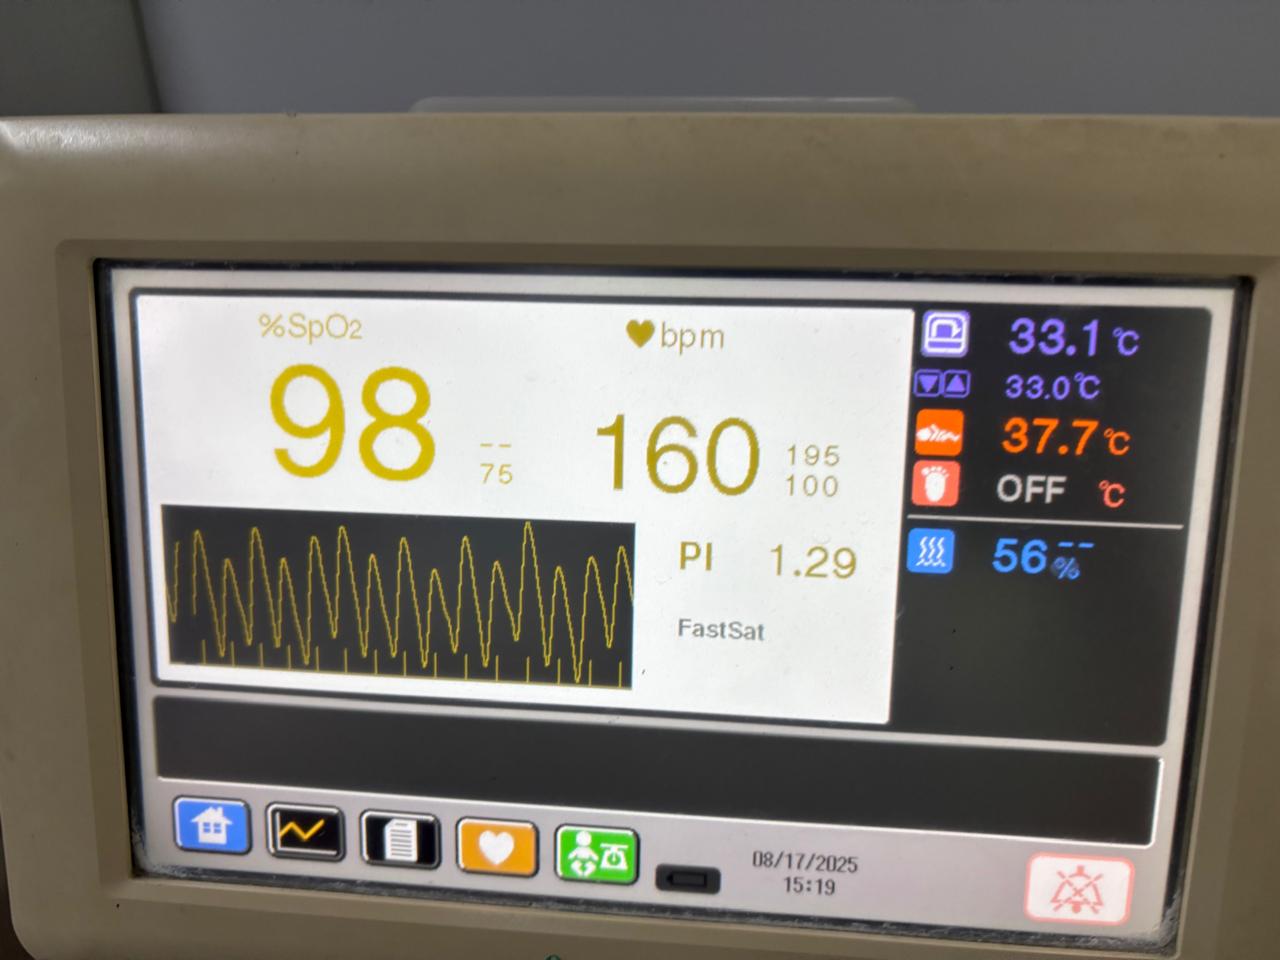 %SpO2
98
--
75
bpm
160
195
100
PI 1.29
FastSat
33.1 ℃
33.0℃
37.7 ℃
OFF ℃
56 -- %
08/17/2025
15:19